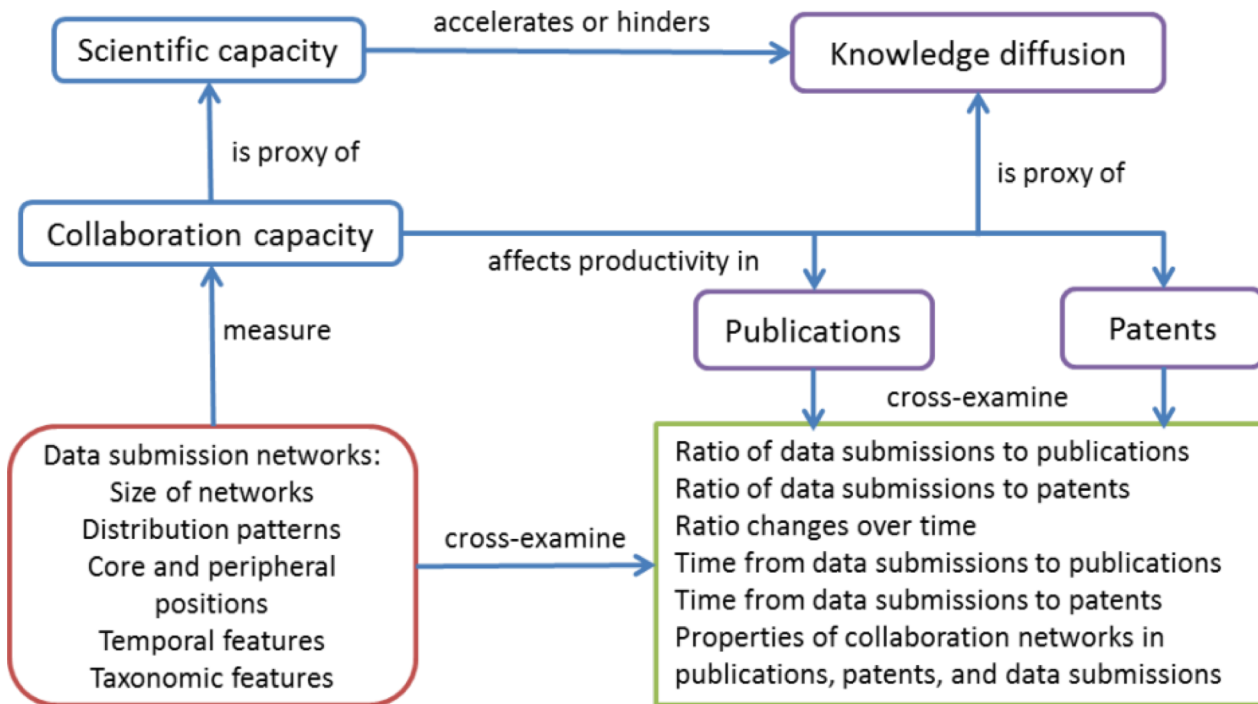 accelerates or hinders
Scientific capacity
Knowledge diffusion
is proxy of
is proxy of
Collaboration capacity
affects productivity in
measure
Publications
Patents
cross-examine
Data submission networks:
Size of networks
Distribution patterns
Core and peripheral
positions
Temporal features
Taxonomic features
cross-examine
Ratio of data submissions to publications
Ratio of data submissions to patents
Ratio changes over time
Time from data submissions to publications
Time from data submissions to patents
Properties of collaboration networks in
publications, patents, and data submissions